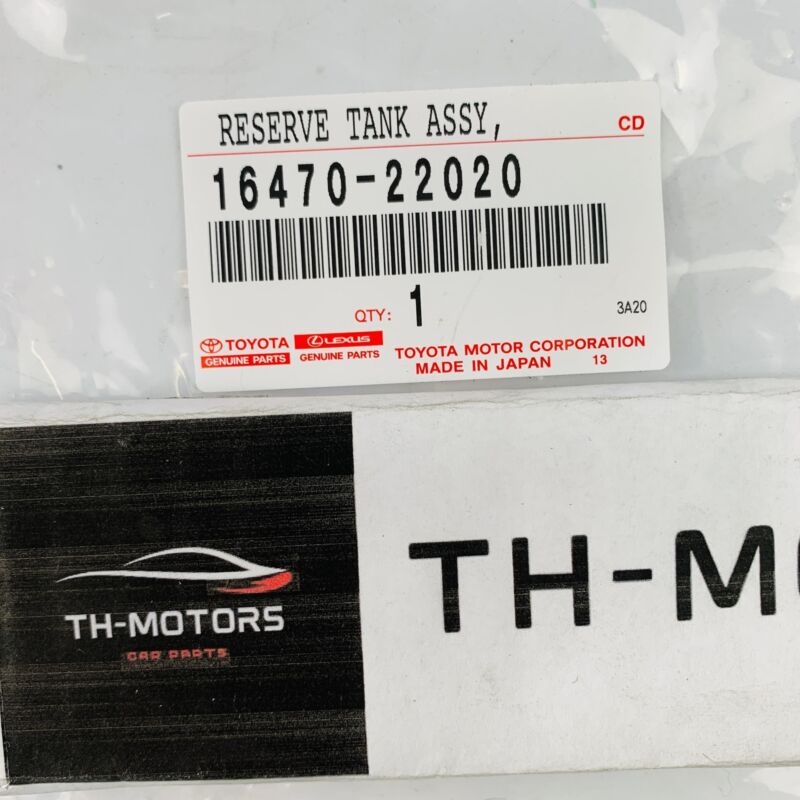 RESERVE TANK ASSY,
CD
16470-22020
QTY: 1
3A20
TOYOTA
GENUINE PARTS
LEXUS
GENUINE PARTS
TOYOTA MOTOR CORPORATION
MADE IN JAPAN 13
TH-MOTORS
CAR PARTS
TH-M